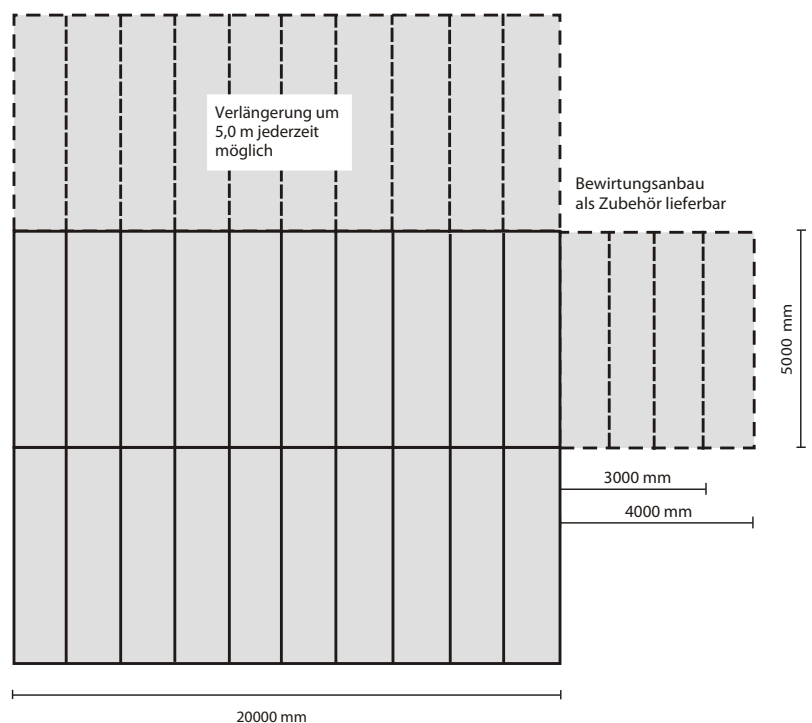 Verlängerung um
5,0 m jederzeit
möglich
Bewirtungsanbau
als Zubehör lieferbar
5000 mm
3000 mm
4000 mm
20000 mm